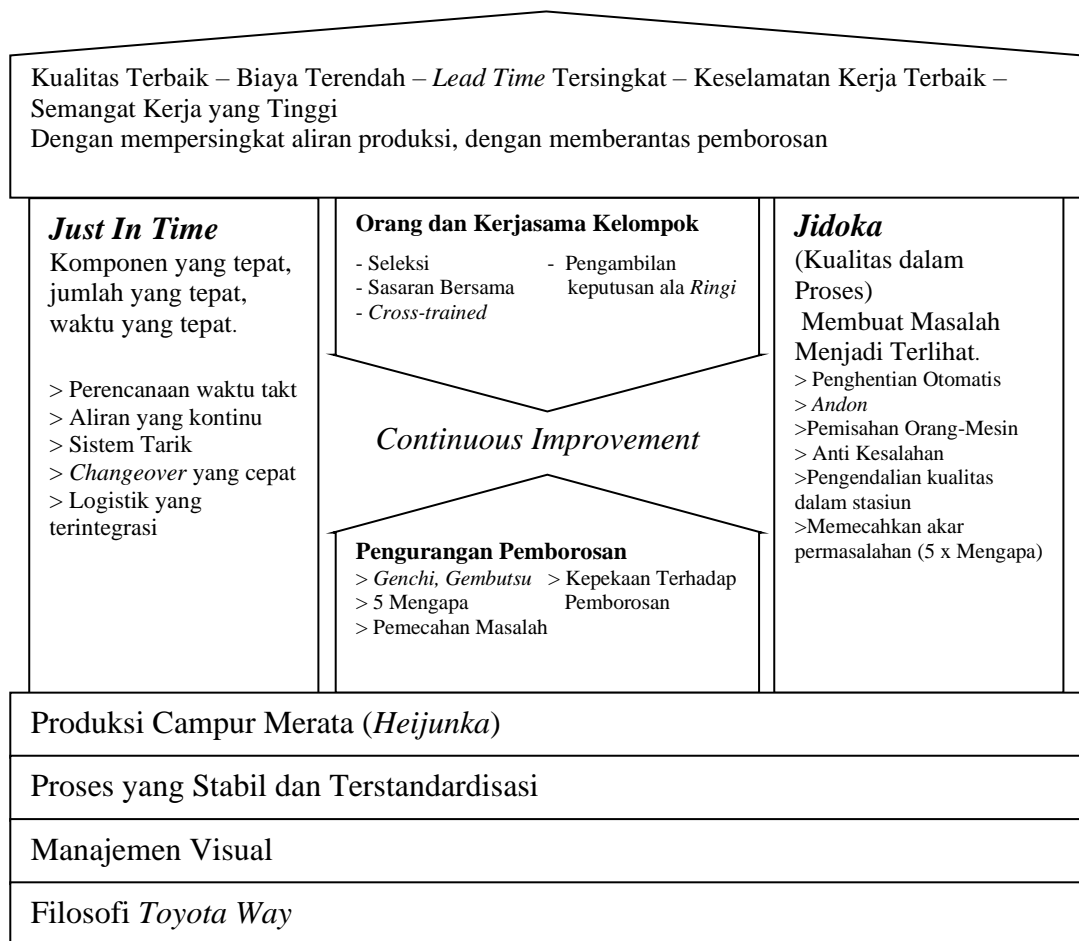 Kualitas Terbaik – Biaya Terendah – Lead Time Tersingkat – Keselamatan Kerja Terbaik –
Semangat Kerja yang Tinggi
Dengan mempersingkat aliran produksi, dengan memberantas pemborosan
Just In Time
Komponen yang tepat,
jumlah yang tepat,
waktu yang tepat.
> Perencanaan waktu takt
> Aliran yang kontinu
> Sistem Tarik
> Changeover yang cepat
> Logistik yang
terintegrasi
Orang dan Kerjasama Kelompok
- Seleksi
- Sasaran Bersama
- Cross-trained
- Pengambilan
keputusan ala Ringi
Continuous Improvement
Pengurangan Pemborosan
> Genchi, Gembutsu
> 5 Mengapa
> Pemecahan Masalah
> Kepekaan Terhadap
Pemborosan
Jidoka
(Kualitas dalam
Proses)
Membuat Masalah
Menjadi Terlihat.
> Penghentian Otomatis
> Andon
>Pemisahan Orang-Mesin
> Anti Kesalahan
>Pengendalian kualitas
dalam stasiun
>Memecahkan akar
permasalahan (5 x Mengapa)
Produksi Campur Merata (Heijunka)
Proses yang Stabil dan Terstandardisasi
Manajemen Visual
Filosofi Toyota Way